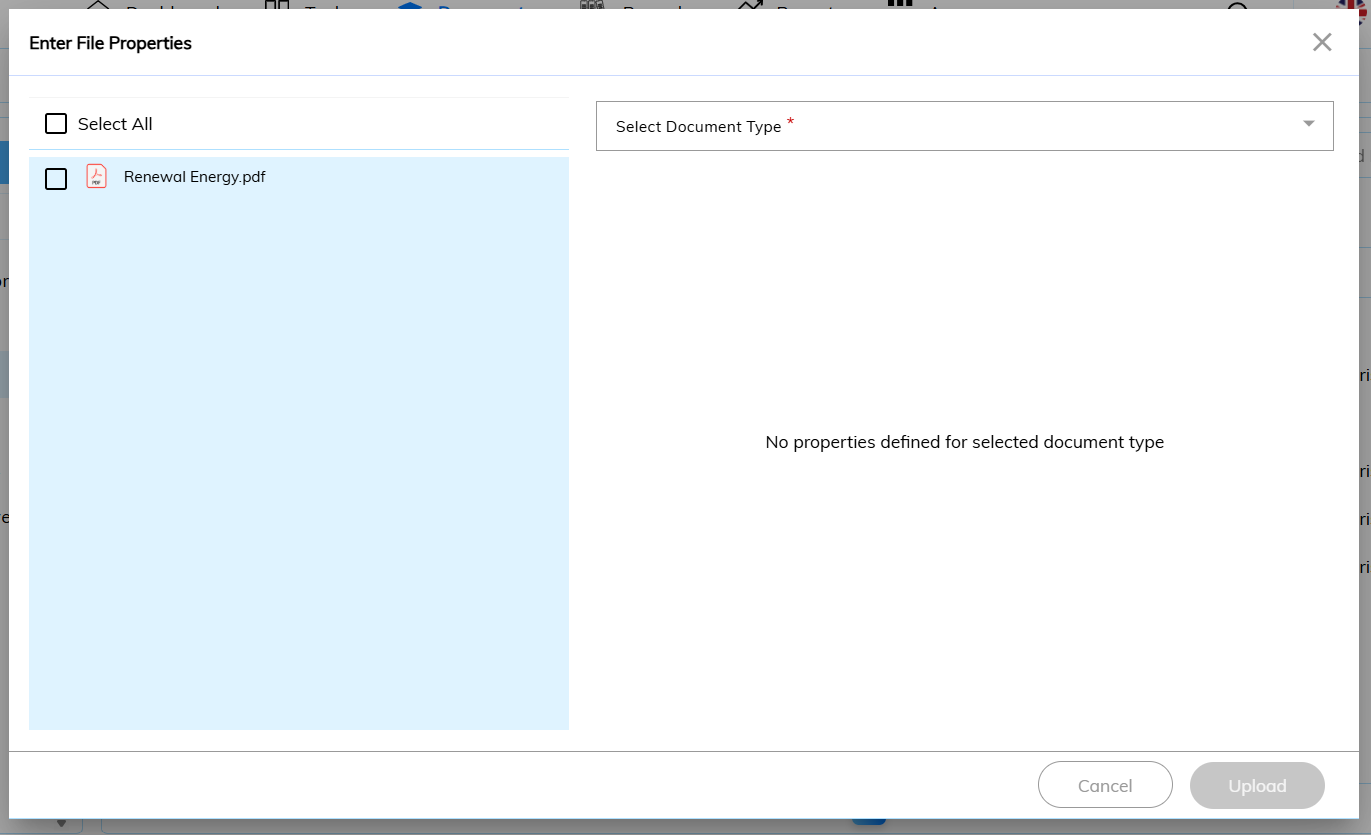 Enter File Properties
Select All
Select Document Type *
PDF
Renewal Energy.pdf
No properties defined for selected document type
Cancel
Upload